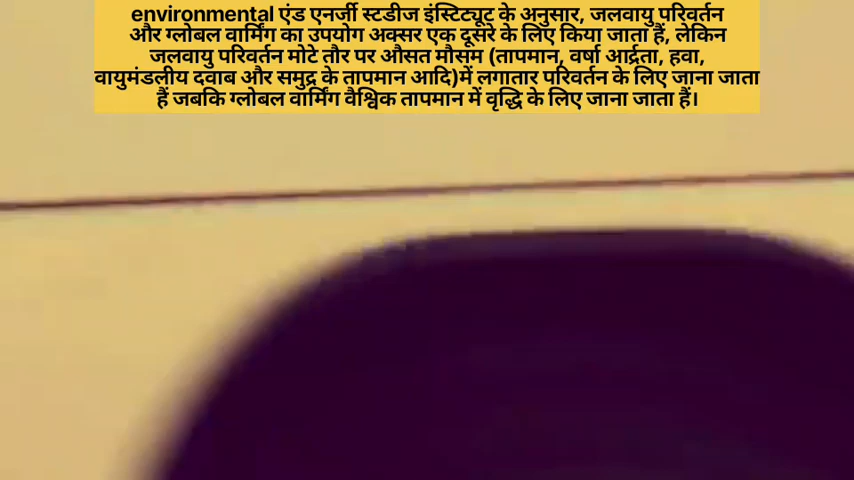 environmental एंड एनर्जी स्टडीज इंस्टिट्यूट के अनुसार, जलवायु परिवर्तन
और ग्लोबल वार्मिंग का उपयोग अक्सर एक दूसरे के लिए किया जाता हैं, लेकिन
जलवायु परिवर्तन मोटे तौर पर औसत मौसम (तापमान, वर्षा आर्द्रता, हवा,
वायुमंडलीय दवाब और समुद्र के तापमान आदि)में लगातार परिवर्तन के लिए जाना जाता
हैं जबकि ग्लोबल वार्मिंग वैश्विक तापमान में वृद्धि के लिए जाना जाता हैं।